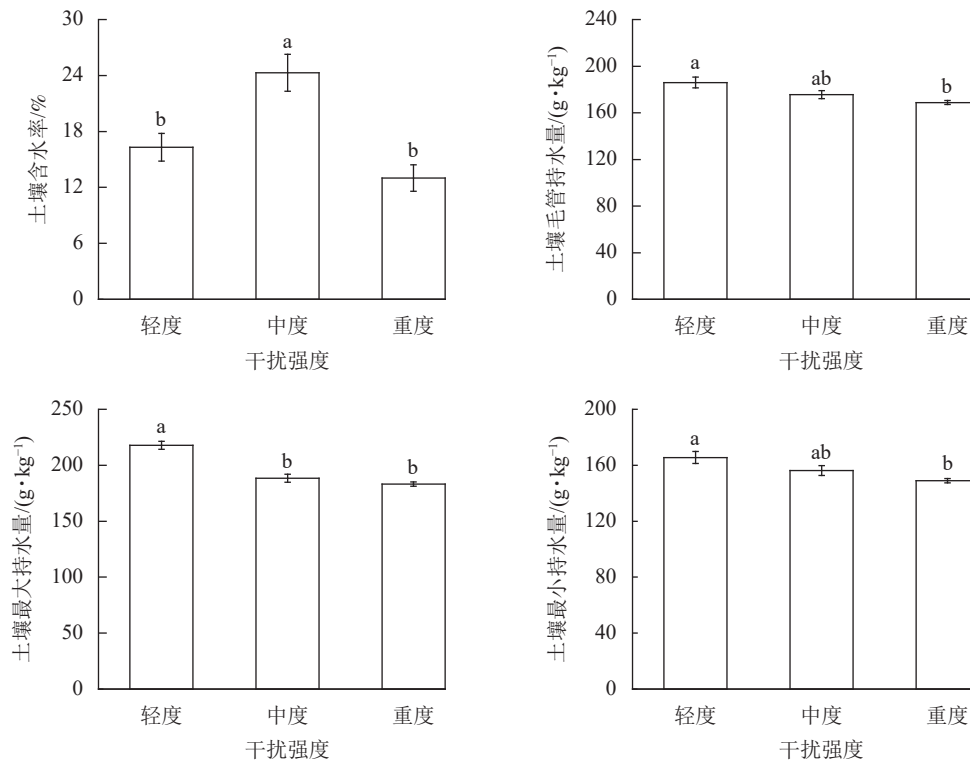 土壤含水率/%
30
24
18
12
6
0
b
a
b
轻度 中度 重度
干扰强度
土壤毛管持水量/(g•kg⁻¹)
240
200
160
120
80
40
0
a
ab
b
轻度 中度 重度
干扰强度
土壤最大持水量/(g•kg⁻¹)
250
200
150
100
50
0
a
b
b
轻度 中度 重度
干扰强度
土壤最小持水量/(g•kg⁻¹)
200
160
120
80
40
0
a
ab
b
轻度 中度 重度
干扰强度